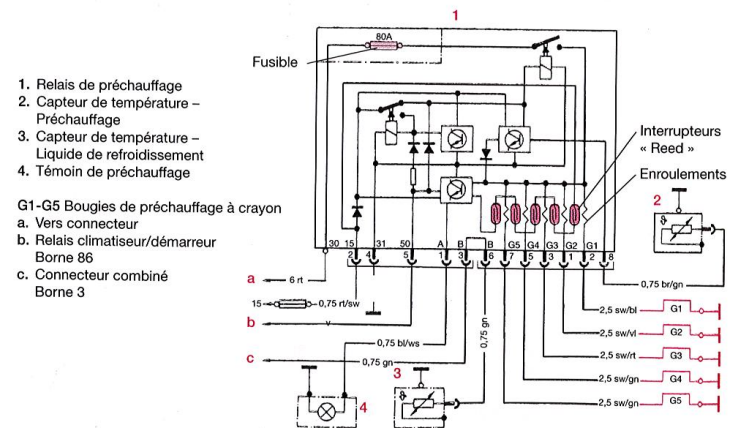 1
80A
Fusible
1. Relais de préchauffage
2. Capteur de température –
Préchauffage
3. Capteur de température –
Liquide de refroidissement
4. Témoin de préchauffage
G1-G5 Bougies de préchauffage à crayon
a. Vers connecteur
b. Relais climatiseur/démarreur
Borne 86
c. Connecteur combiné
Borne 3
Interrupteurs
« Reed »
Enroulements
2
ϑ
30 15 31 50 A B B G5 G4 G3 G2 G1
2 4 5 1 3 6 7 5 3 1 2 8
a 6 rt
0,75 br/gn
15 0,75 rt/sw
b v
2,5 sw/bl G1
2,5 sw/vl G2
0,75 bl/ws
0,75 gn
c 0,75 gn
2,5 sw/rt G3
3
ϑ
2,5 sw/gn G4
4
2,5 sw/gn G5